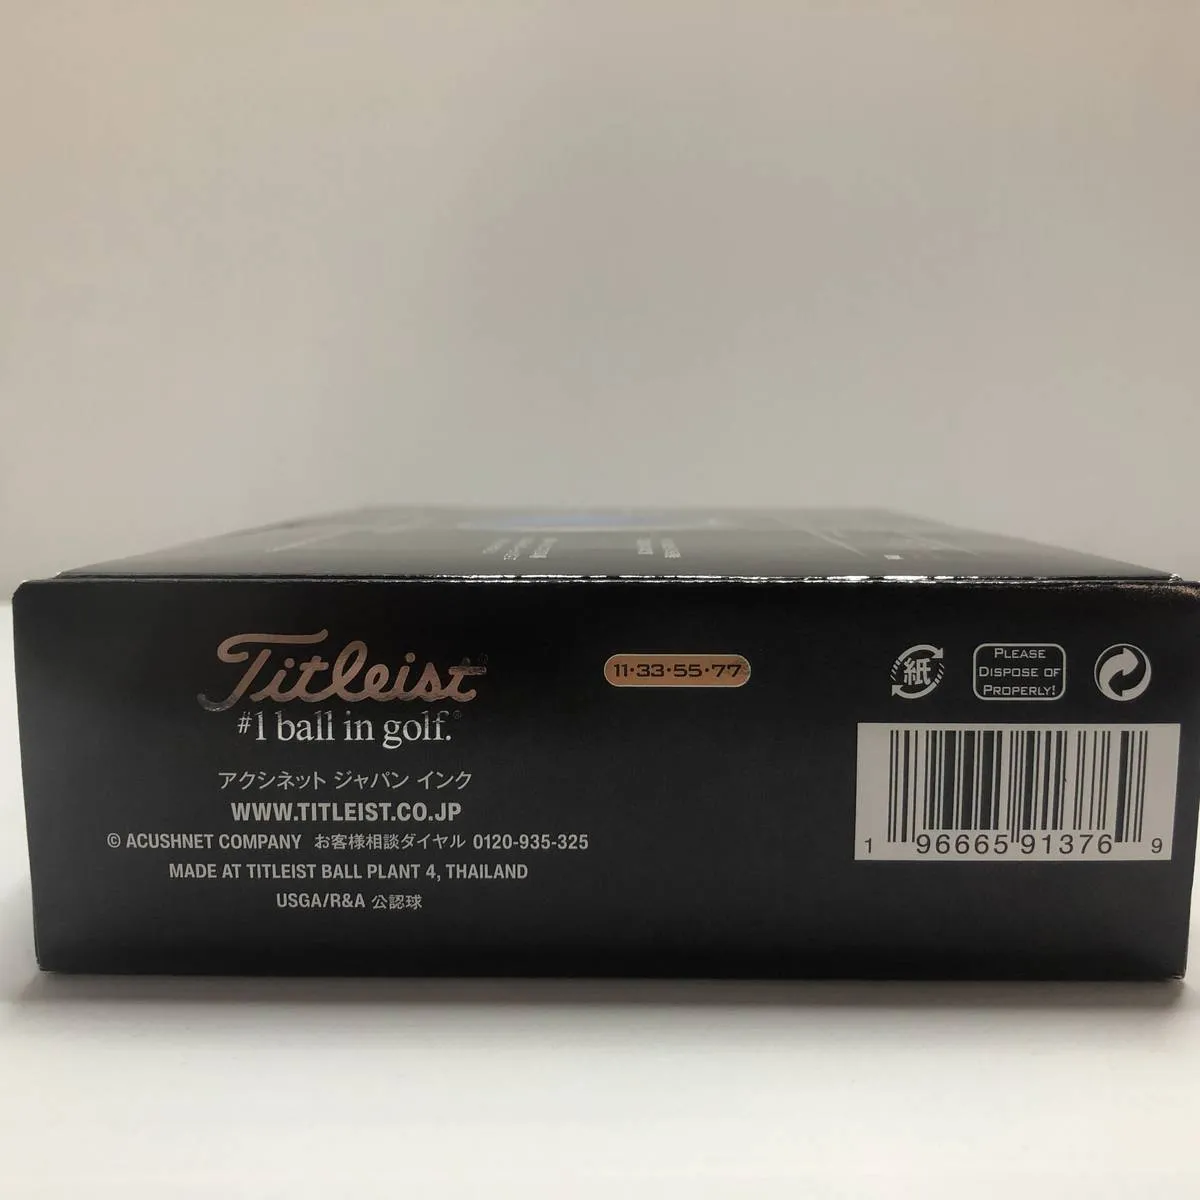 Titleist
#1 ball in golf.®
アクシネット ジャパン インク
WWW.TITLEIST.CO.JP
© ACUSHNET COMPANY お客様相談ダイヤル 0120-935-325
MADE AT TITLEIST BALL PLANT 4, THAILAND
USGA/R&A 公認球
11·33·55·77
紙
PLEASE
DISPOSE OF
PROPERLY!
1 96665 91376 9